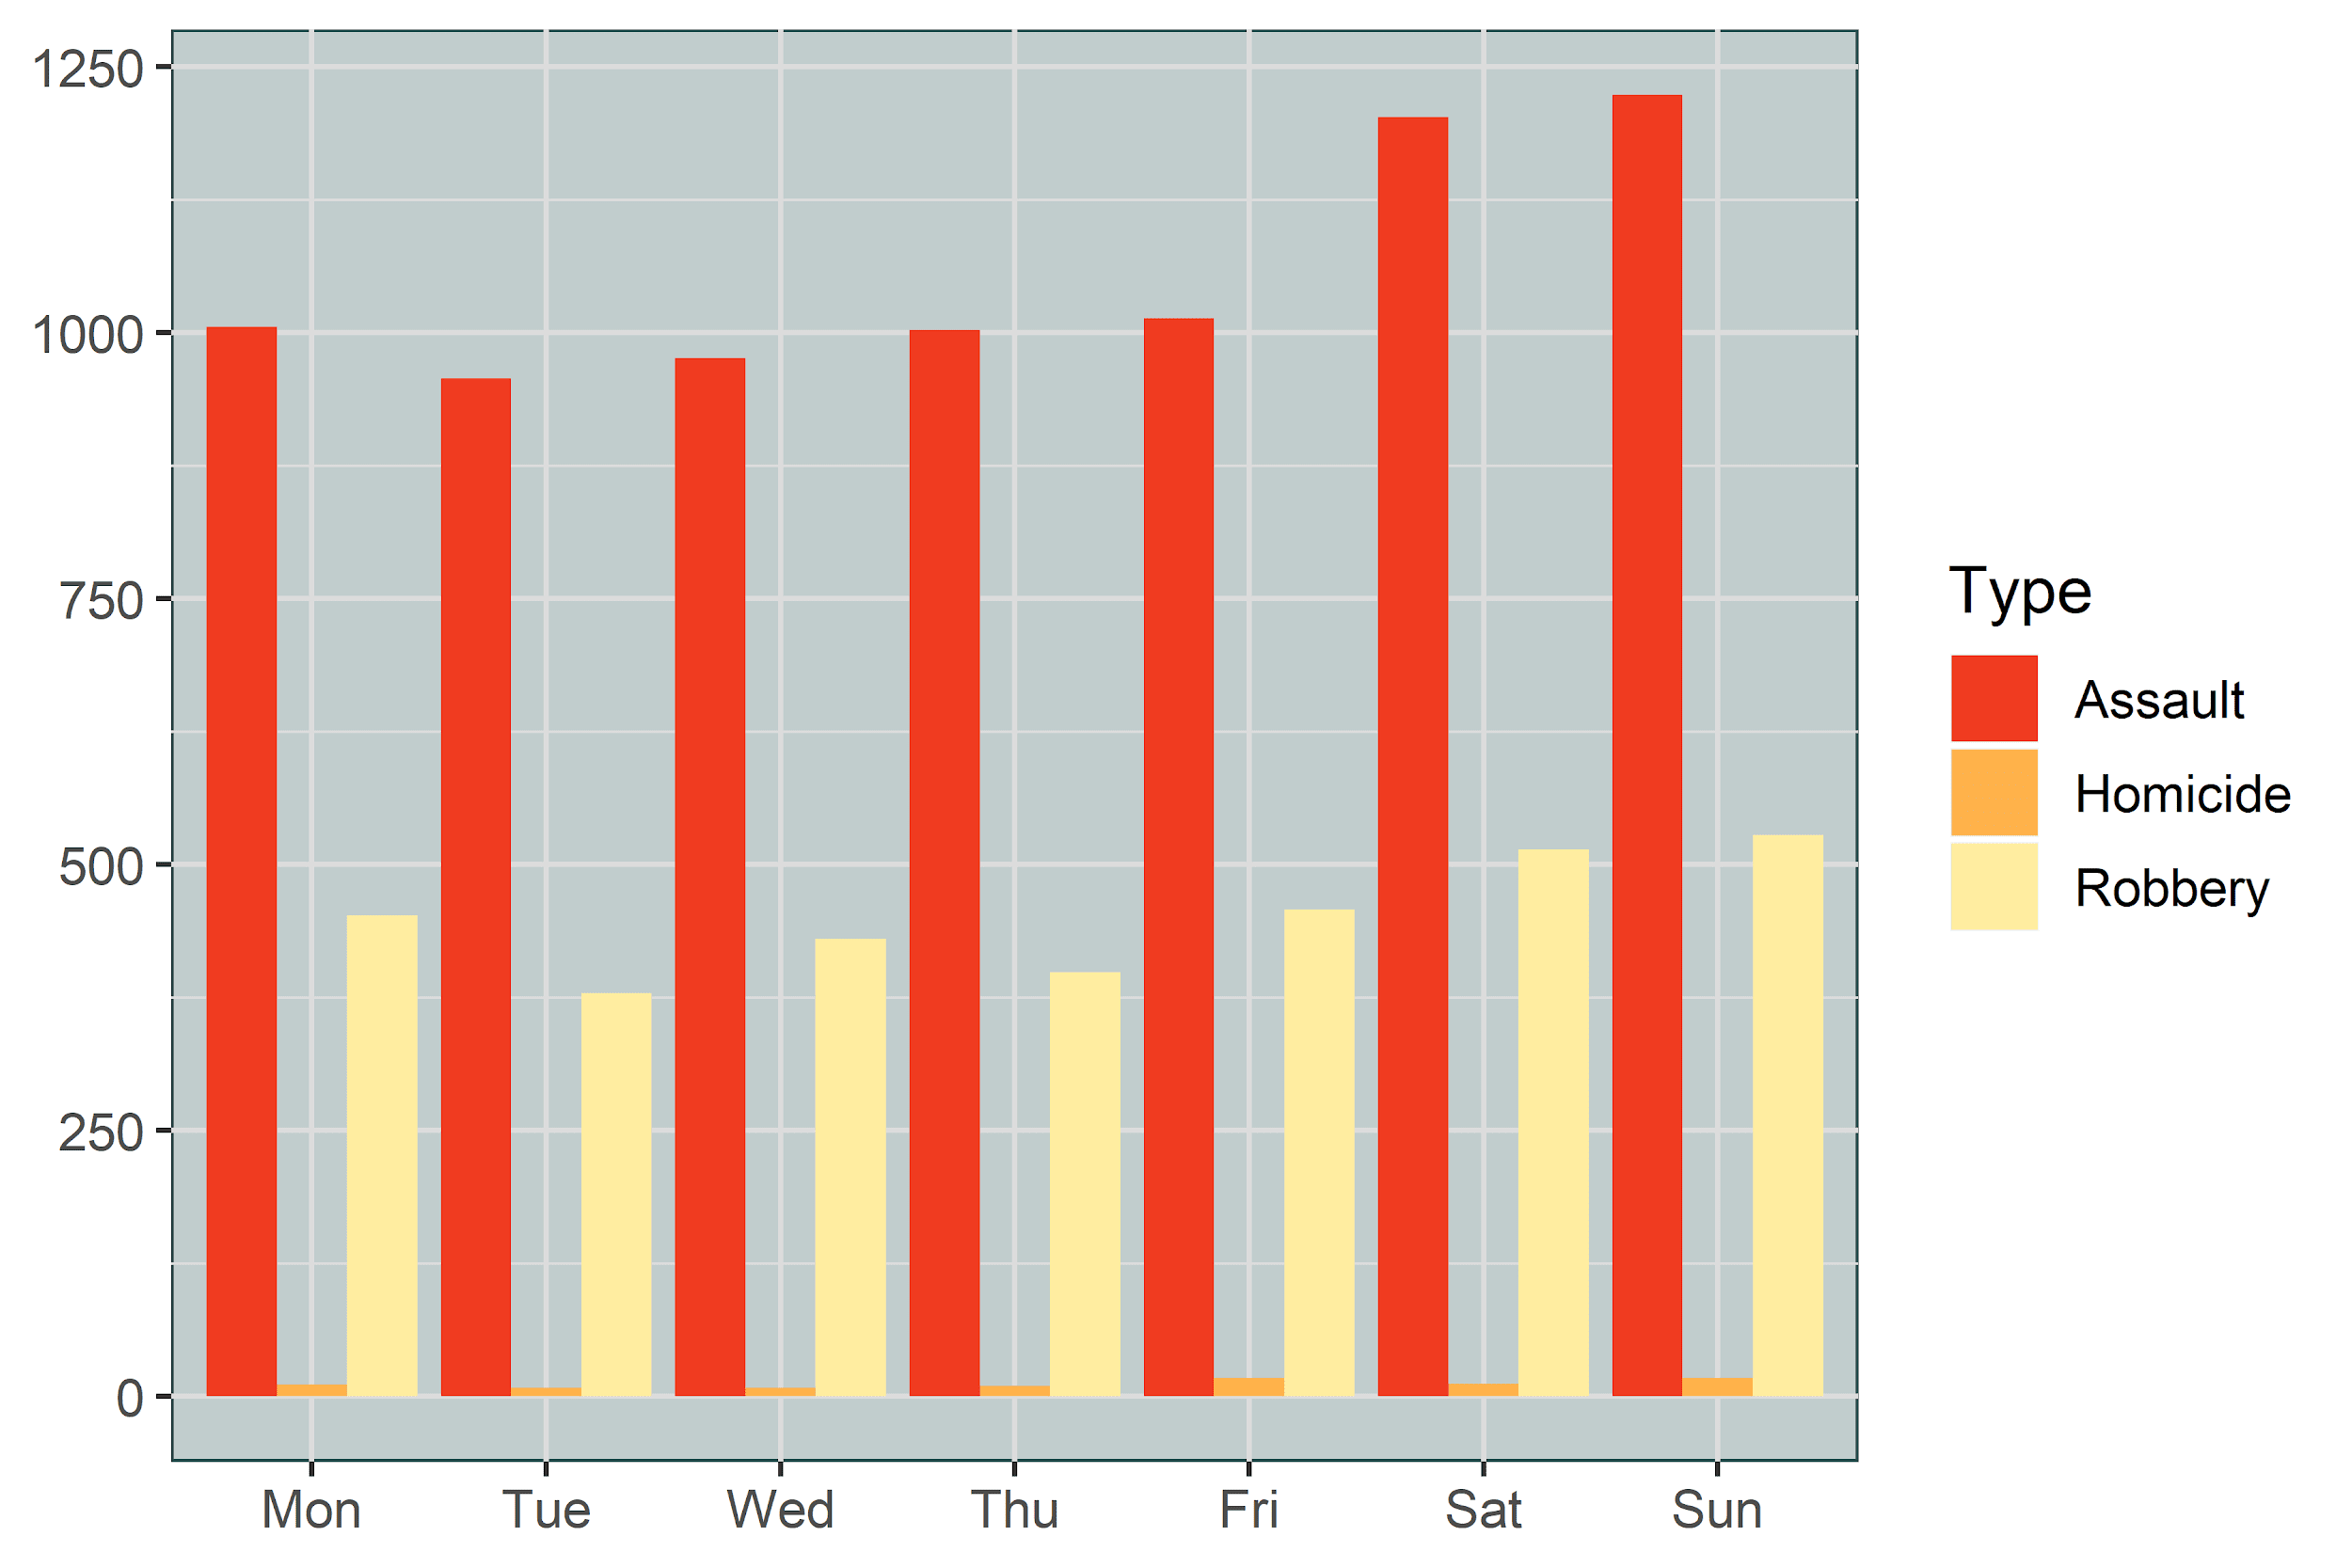 1250
1000
750
500
250
0
Mon Tue Wed Thu Fri Sat Sun
Type
Assault
Homicide
Robbery